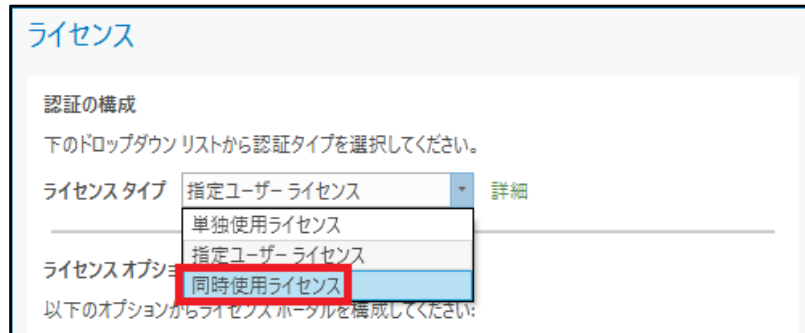 ライセンス
認証の構成
下のドロップダウン リストから認証タイプを選択してください。
ライセンス タイプ 指定ユーザー ライセンス 詳細
単独使用ライセンス
指定ユーザー ライセンス
ライセンス オプショ
同時使用ライセンス
以下のオプションからライセンス ポータルを構成してください: